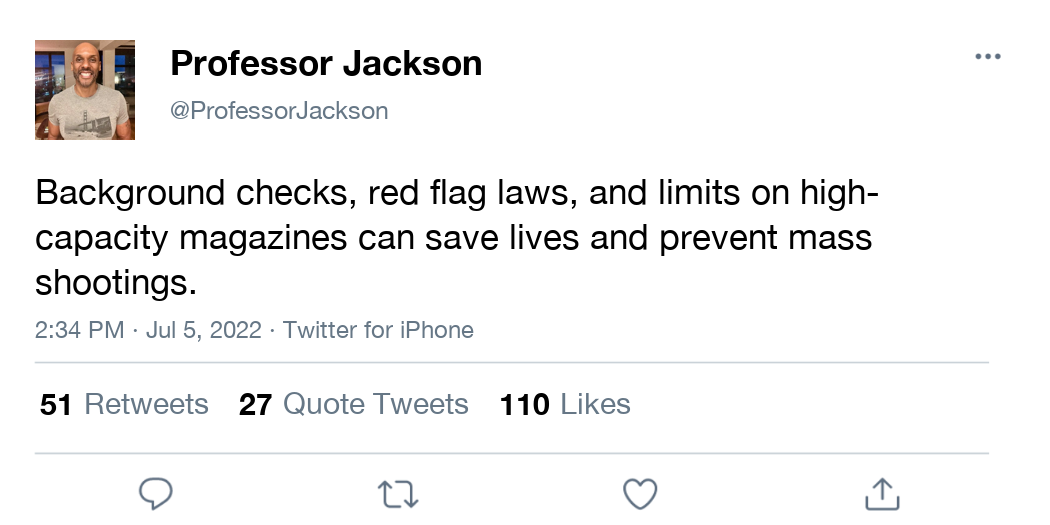 Professor Jackson
@ProfessorJackson
Background checks, red flag laws, and limits on high-
capacity magazines can save lives and prevent mass
shootings.
2:34 PM · Jul 5, 2022 · Twitter for iPhone
51 Retweets 27 Quote Tweets 110 Likes